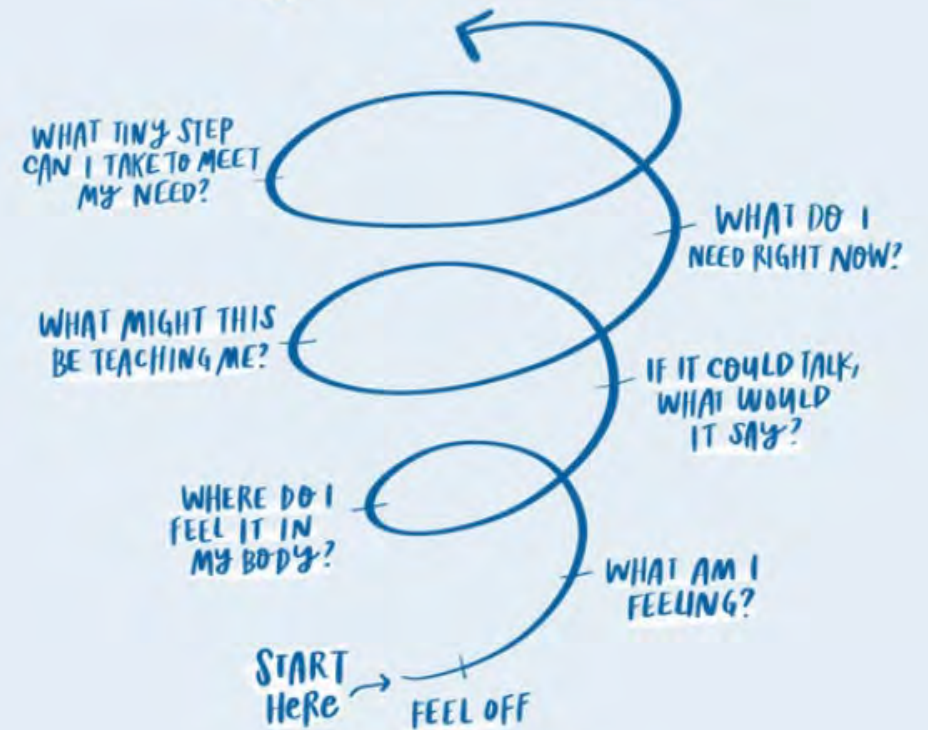 WHAT TINY STEP
CAN I TAKE TO MEET
MY NEED?
WHAT DO I
NEED RIGHT NOW?
WHAT MIGHT THIS
BE TEACHING ME?
IF IT COULD TALK,
WHAT WOULD
IT SAY?
WHERE DO I
FEEL IT IN
MY BODY?
WHAT AM I
FEELING?
START
HERE
FEEL OFF